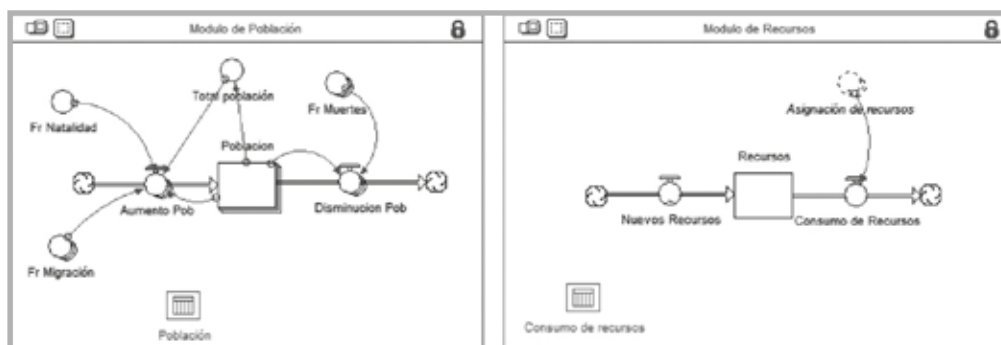 Modulo de Población
Total población
Fr Natalidad
Fr Muertes
Poblacion
Aumento Pob
Disminucion Pob
Fr Migración
Población
Modulo de Recursos
Asignación de recursos
Recursos
Nuevos Recursos
Consumo de Recursos
Consumo de recursos